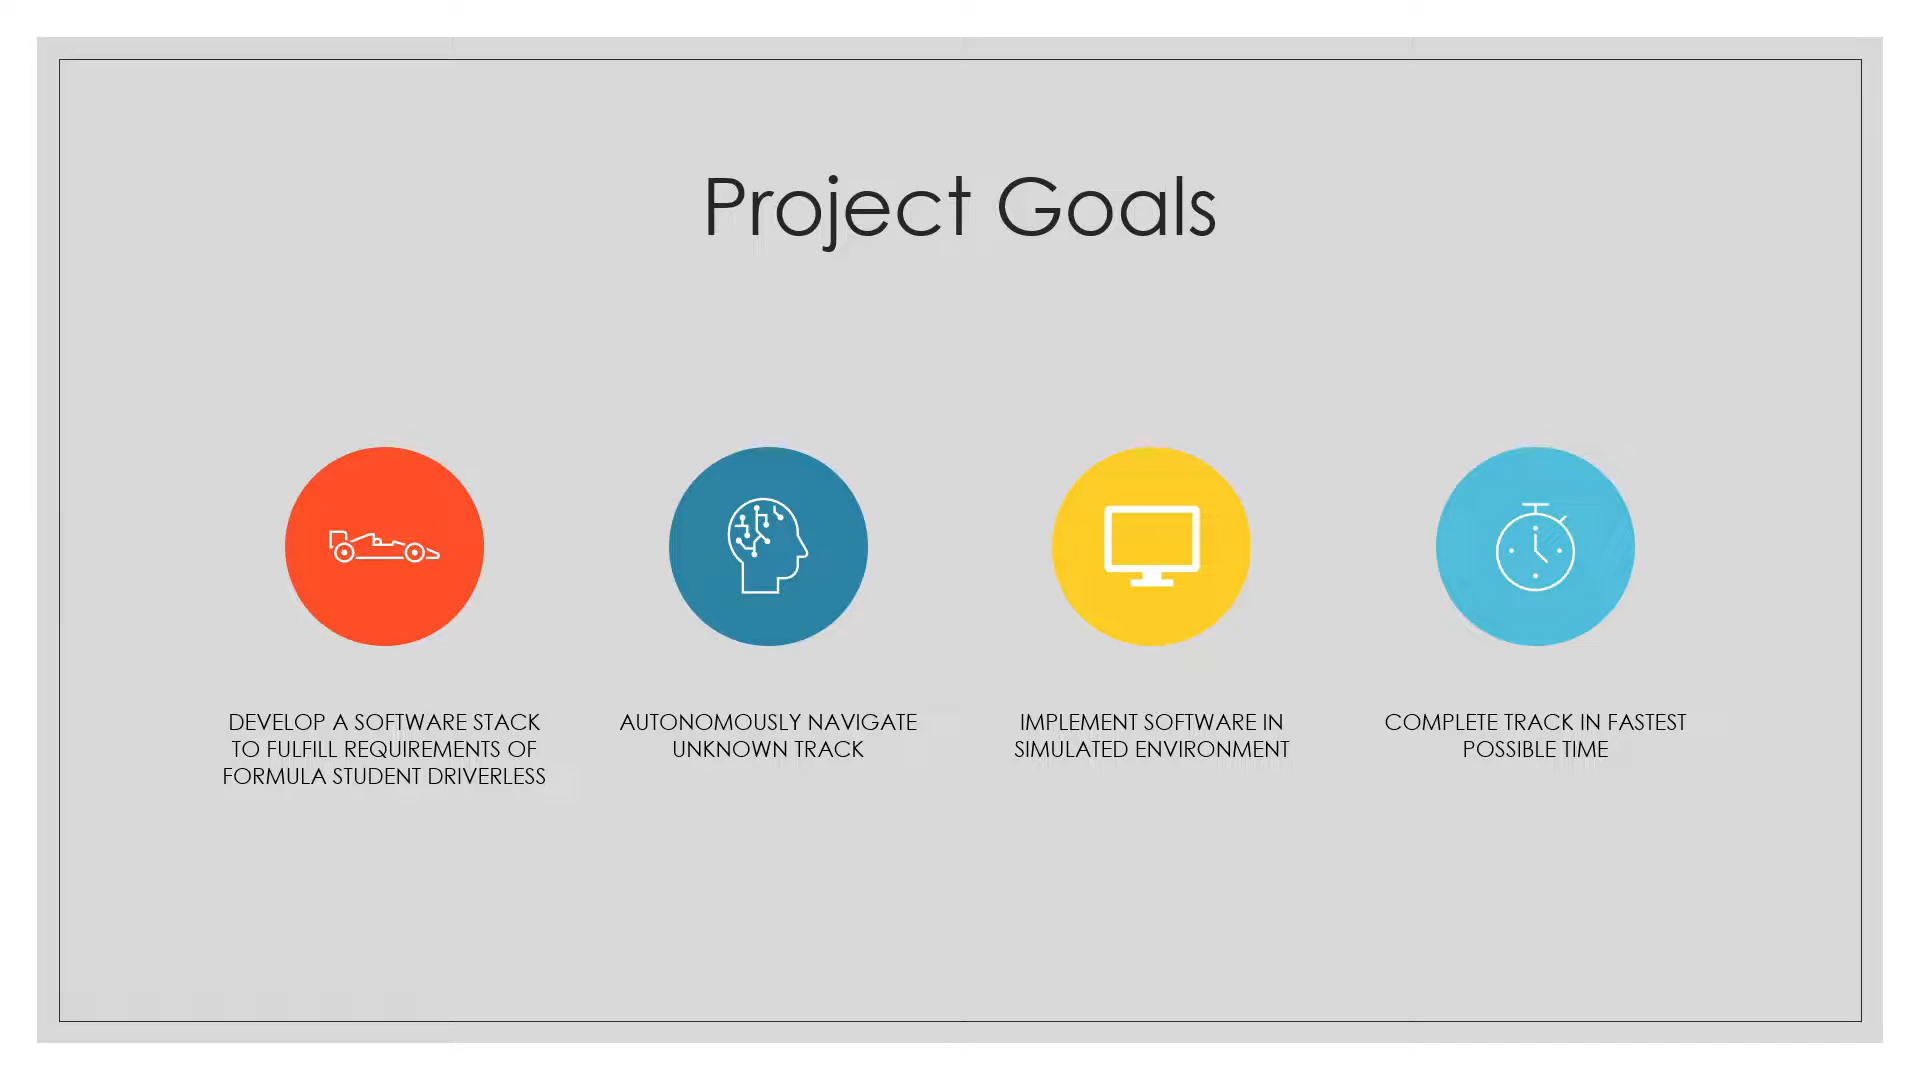 Project Goals
DEVELOP A SOFTWARE STACK
TO FULFILL REQUIREMENTS OF
FORMULA STUDENT DRIVERLESS
AUTONOMOUSLY NAVIGATE
UNKNOWN TRACK
IMPLEMENT SOFTWARE IN
SIMULATED ENVIRONMENT
COMPLETE TRACK IN FASTEST
POSSIBLE TIME